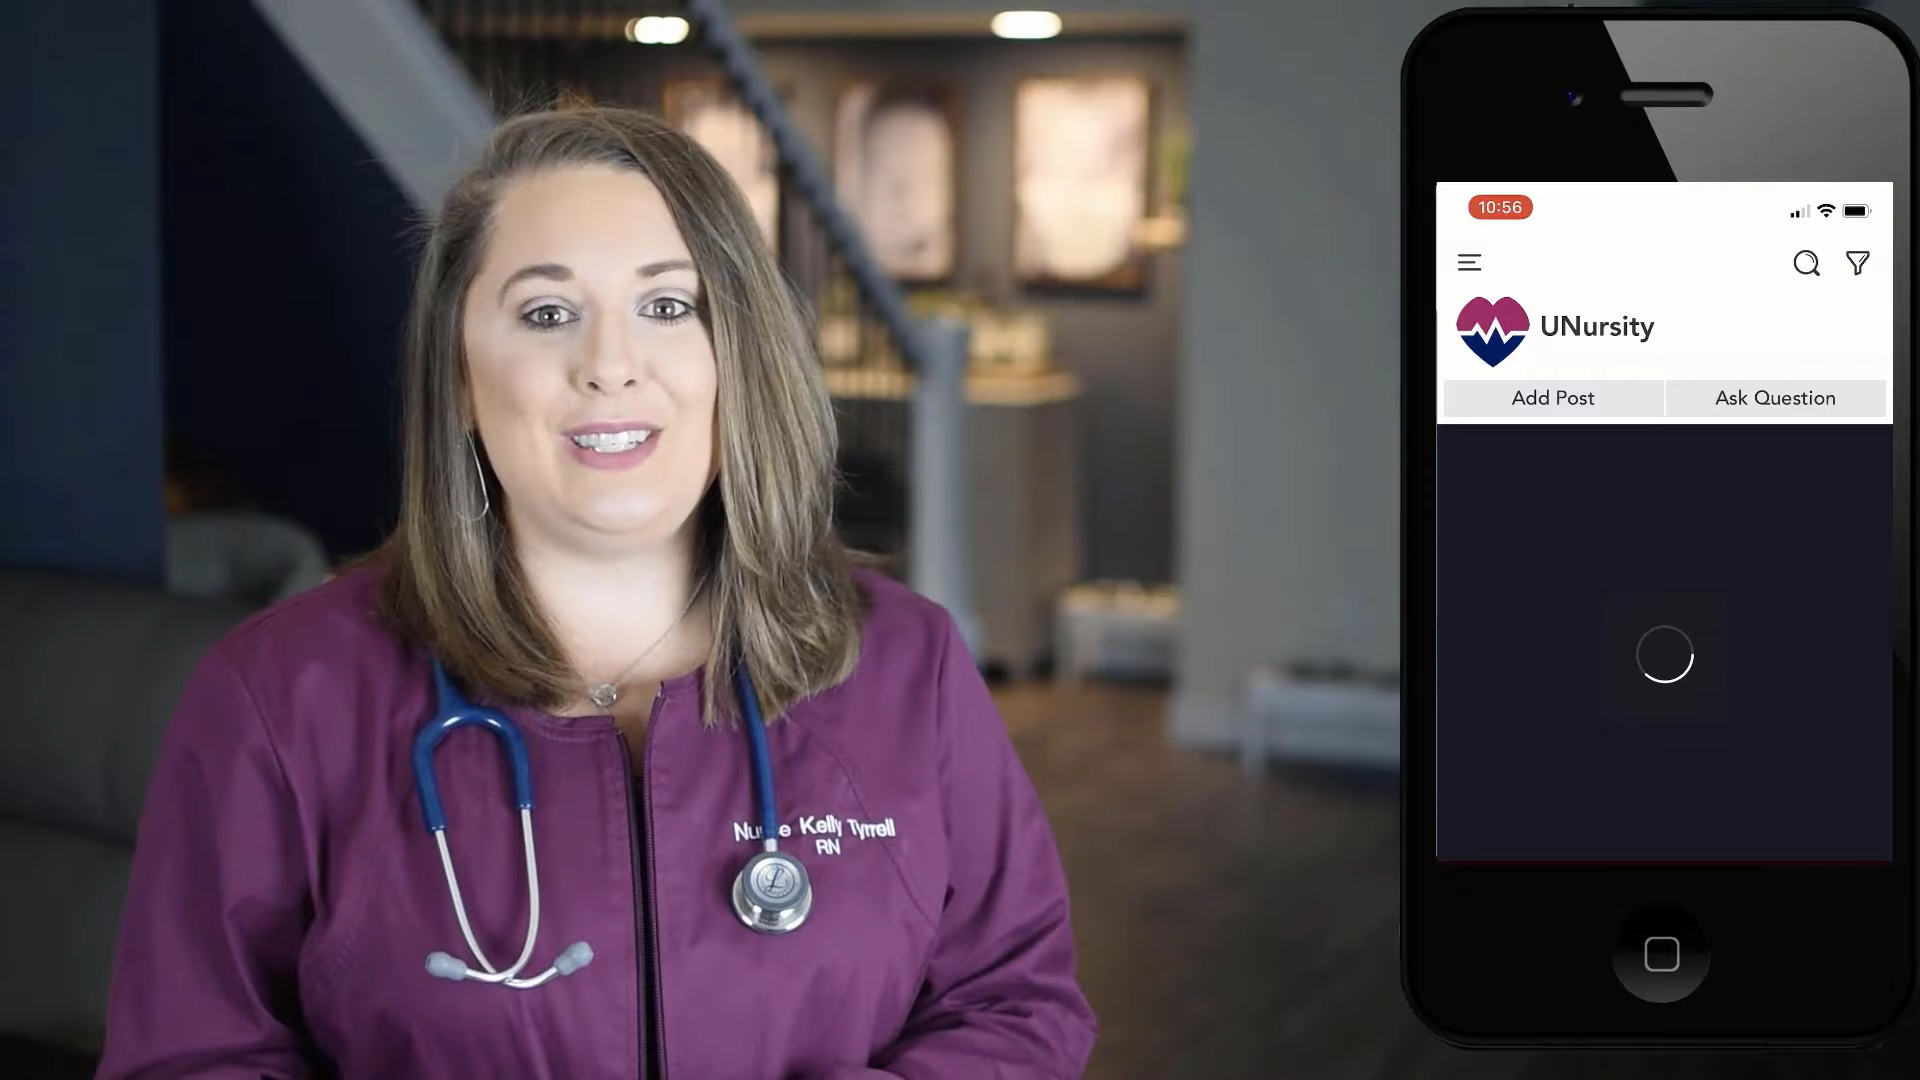 10:56
UNursity
Add Post
Ask Question
Kelly Tyrrell
RN